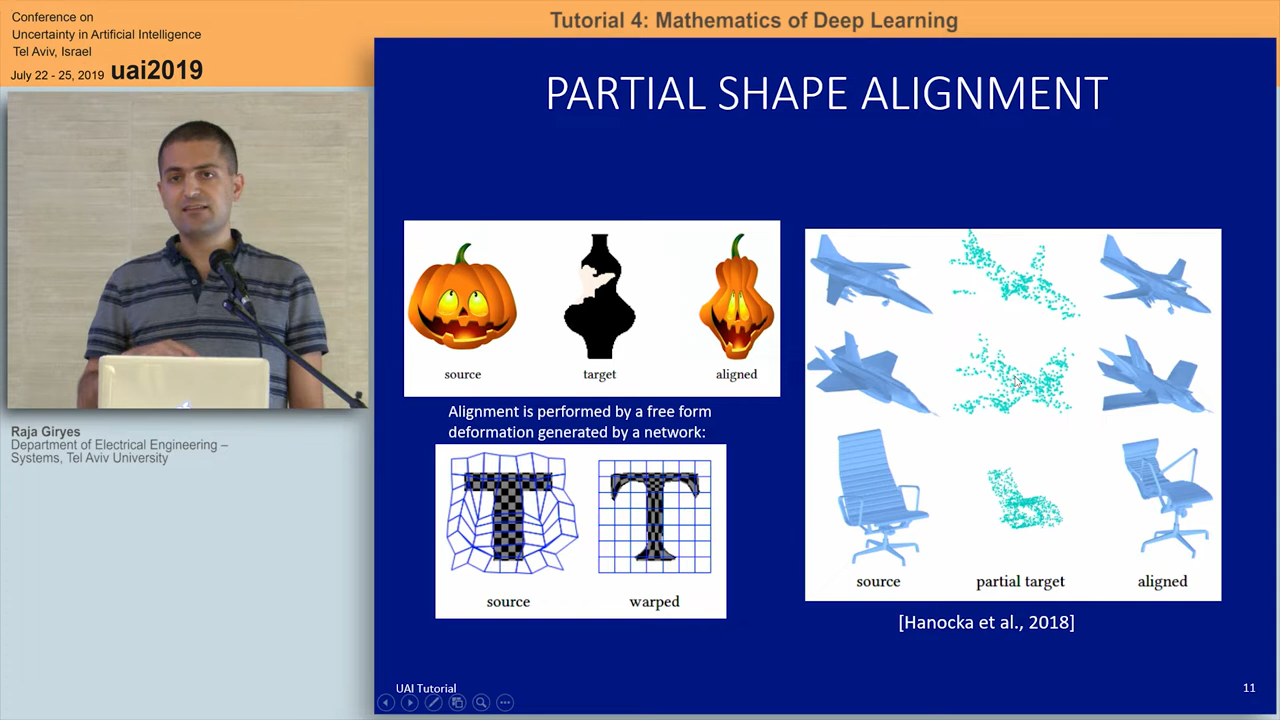 Conference on
Uncertainty in Artificial Intelligence
Tel Aviv, Israel
July 22 - 25, 2019 uai2019
Tutorial 4: Mathematics of Deep Learning
PARTIAL SHAPE ALIGNMENT
source target aligned
Alignment is performed by a free form
deformation generated by a network:
T T
source warped
source partial target aligned
[Hanocka et al., 2018]
Raja Giryes
Department of Electrical Engineering –
Systems, Tel Aviv University
UAI Tutorial
11